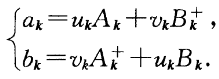 a_k = u_k A_k + v_k B_k^+,
b_k = v_k A_k^+ + u_k B_k.